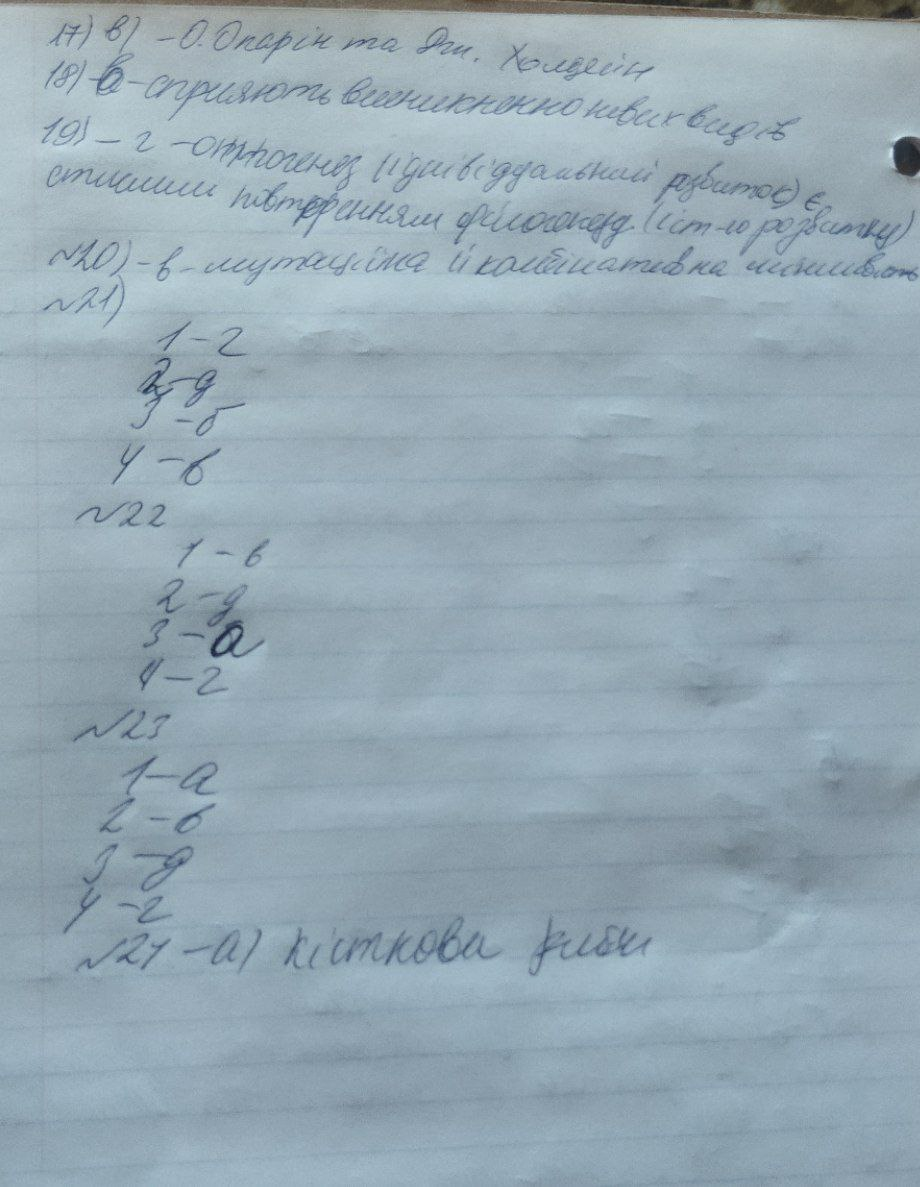 17) в) - О. Опарін та Дж. Холдейн
18) - в - сприяють виникненню нових видів
19) - г - онтогенез (індивідуальний розвиток) є
стислим повторенням філогенезу (іст-го розвитку)
№20) - в - мутаційна й комбінативна мінливість
№21)
1 - г
2 - д
3 - б
4 - в
№22
1 - в
2 - д
3 - а
4 - г
№23
1 - а
2 - в
3 - д
4 - г
№24 - а) кісткова риби